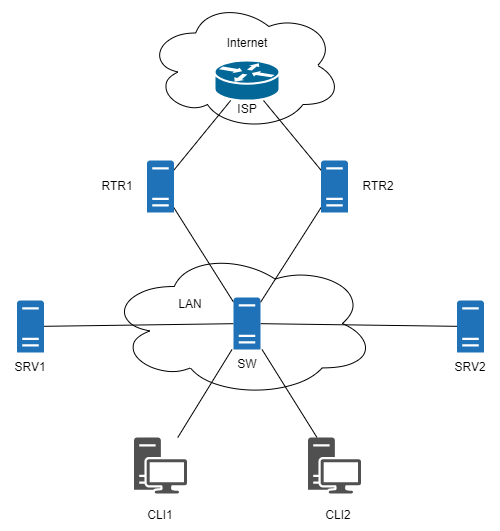 Internet
ISP
RTR1
RTR2
LAN
SRV1
SW
SRV2
CLI1
CLI2